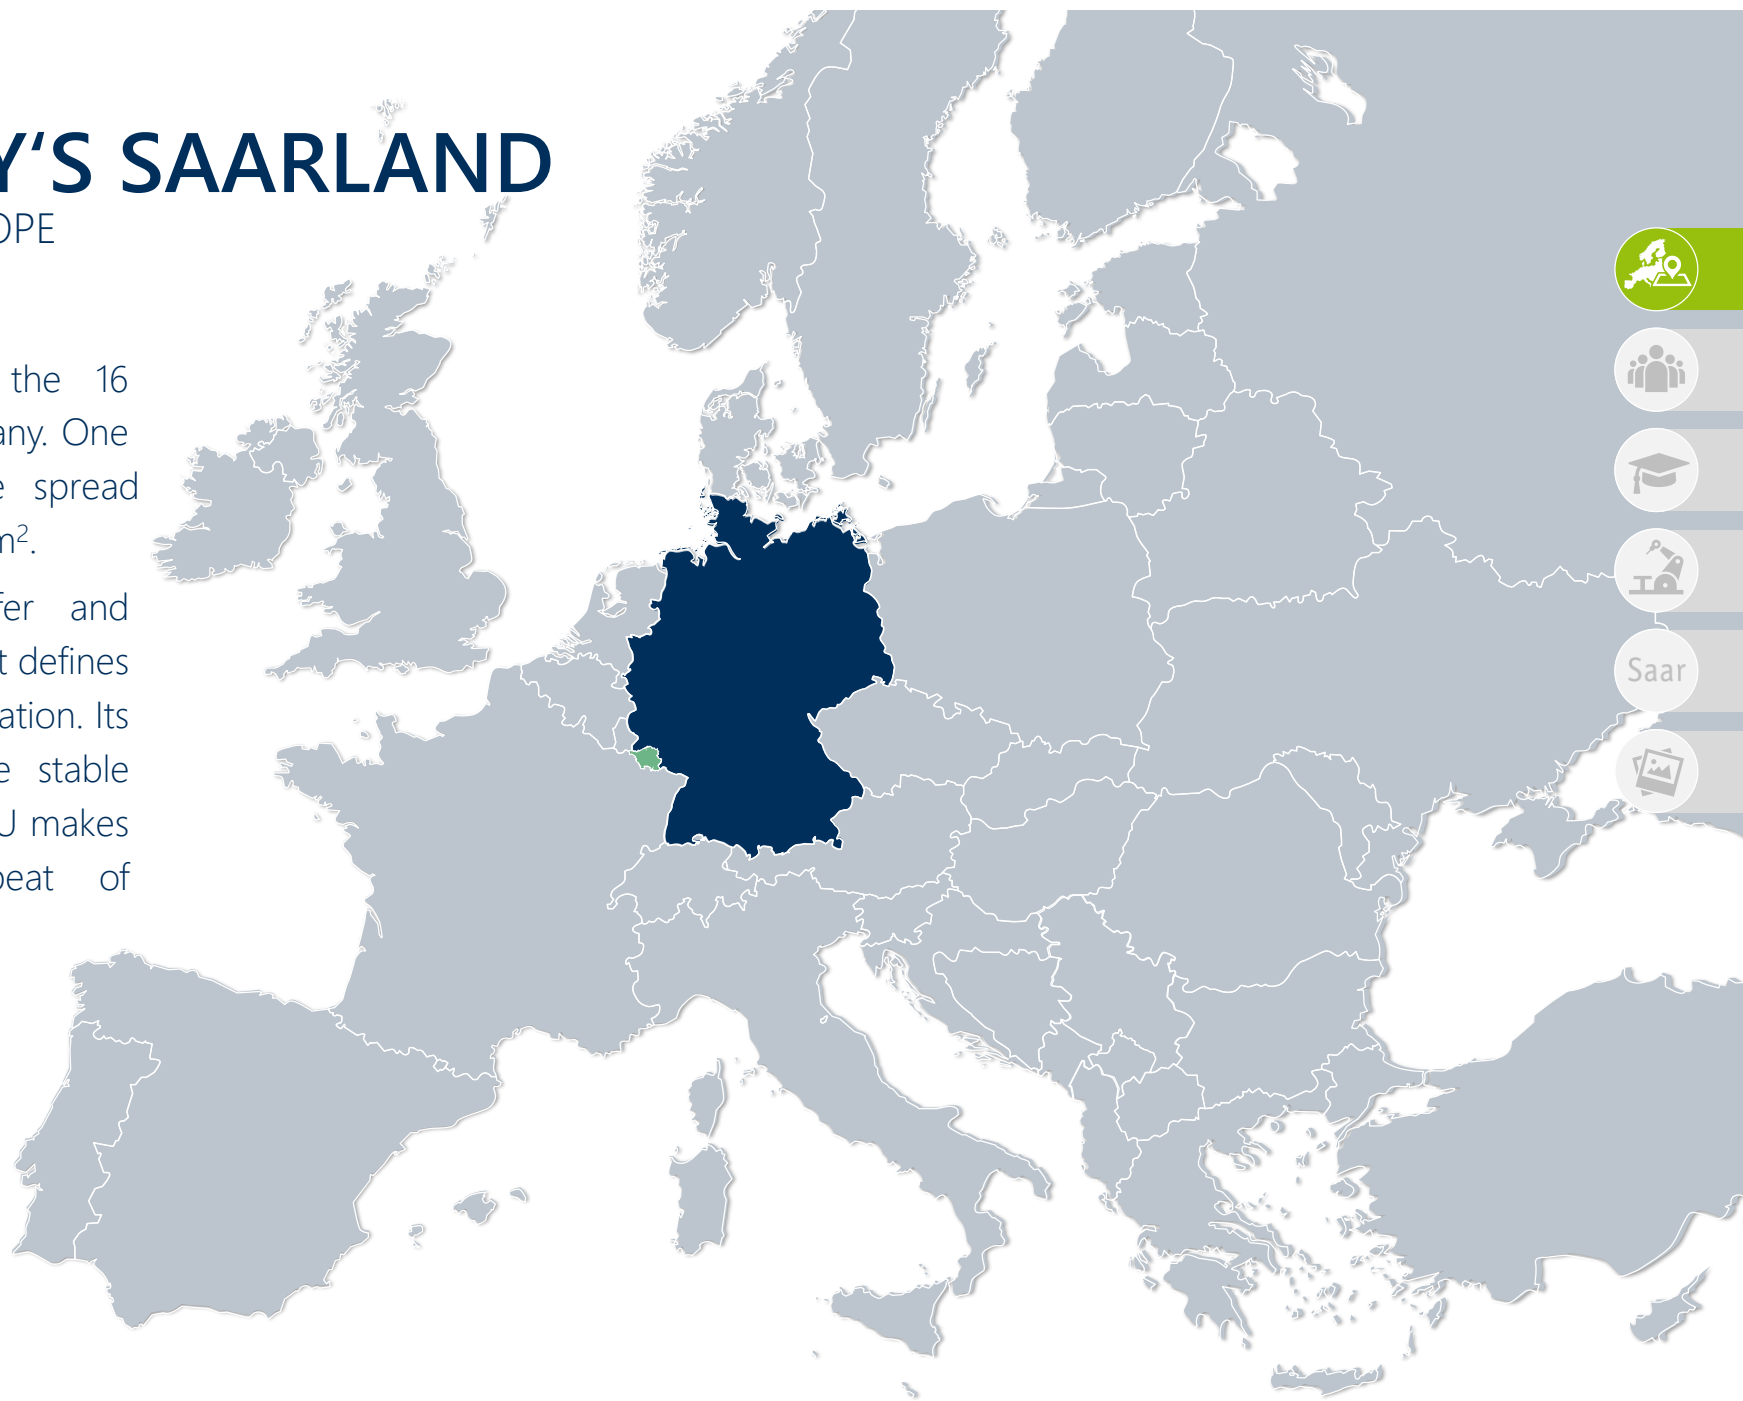 Y‘S SAARLAND
OPE
the 16
any. One
e spread
m².
fer and
t defines
ation. Its
e stable
U makes
beat of
Saar